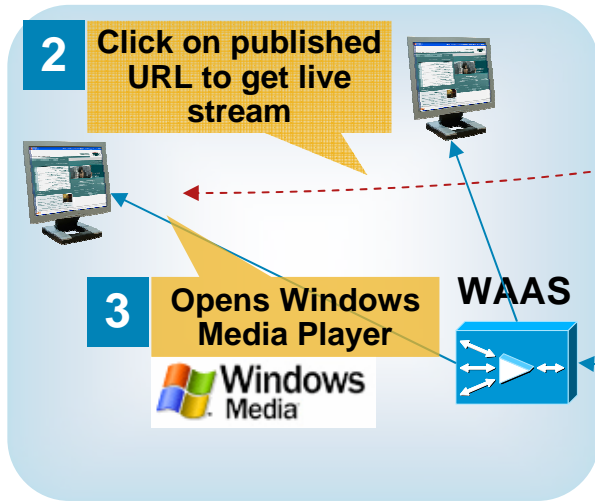 2
Click on published
URL to get live
stream
3
Opens Windows
Media Player
WAAS
Windows
Media